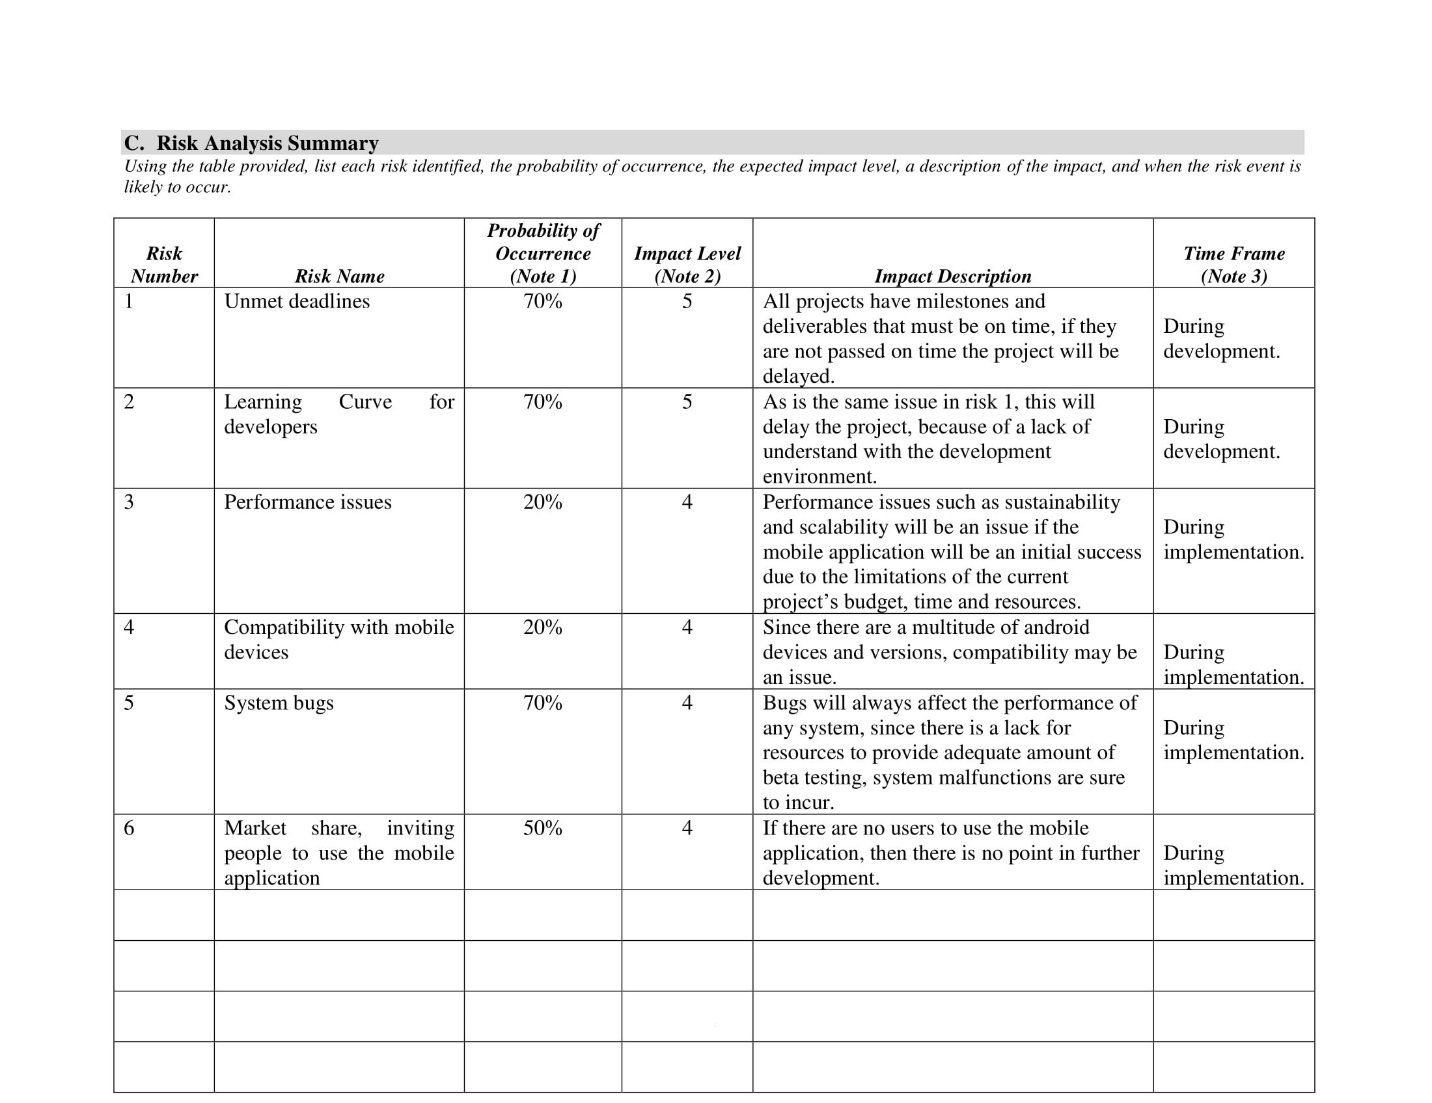 C. Risk Analysis Summary
Using the table provided, list each risk identified, the probability of occurrence, the expected impact level, a description of the impact, and when the risk event is
likely to occur.
Risk
Number
Risk Name
Probability of
Occurrence
(Note 1)
Impact Level
(Note 2)
Impact Description
Time Frame
(Note 3)
1
Unmet deadlines
70%
5
All projects have milestones and
deliverables that must be on time, if they
are not passed on time the project will be
delayed.
During
development.
2
Learning Curve for
developers
70%
5
As is the same issue in risk 1, this will
delay the project, because of a lack of
understand with the development
environment.
During
development.
3
Performance issues
20%
4
Performance issues such as sustainability
and scalability will be an issue if the
mobile application will be an initial success
due to the limitations of the current
project’s budget, time and resources.
During
implementation.
4
Compatibility with mobile
devices
20%
4
Since there are a multitude of android
devices and versions, compatibility may be
an issue.
During
implementation.
5
System bugs
70%
4
Bugs will always affect the performance of
any system, since there is a lack for
resources to provide adequate amount of
beta testing, system malfunctions are sure
to incur.
During
implementation.
6
Market share, inviting
people to use the mobile
application
50%
4
If there are no users to use the mobile
application, then there is no point in further
development.
During
implementation.